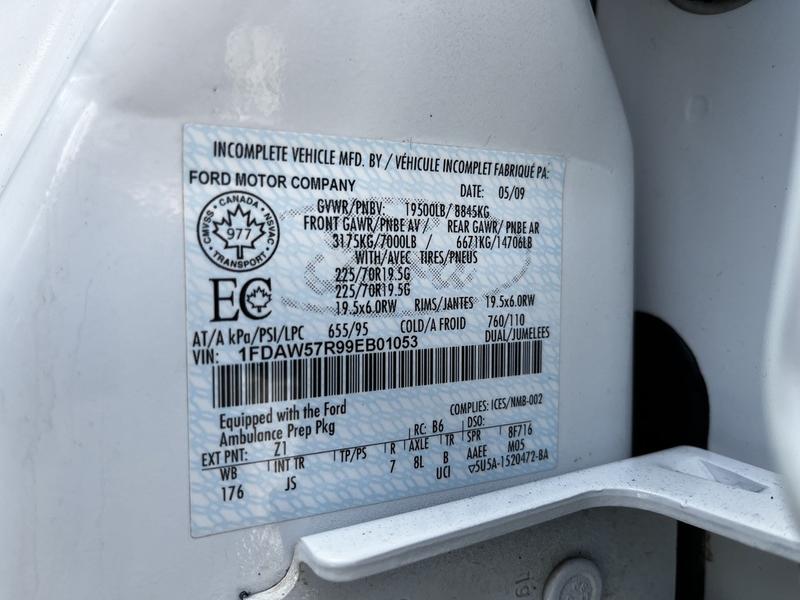 INCOMPLETE VEHICLE MFD. BY / VÉHICULE INCOMPLET FABRIQUÉ PA:
FORD MOTOR COMPANY
DATE: 05/09
GVWR/PNBV: 19500LB/ 8845KG
FRONT GAWR/PNBE AV / REAR GAWR/ PNBE AR
3175KG/7000LB / 6671KG/14706LB
WITH/AVEC TIRES/PNEUS
225/70R19.5G
225/70R19.5G
19.5x6.0RW RIMS/JANTES 19.5x6.0RW
CMVSS • CANADA • NSVAC
977
TRANSPORT
EC
AT/A kPa/PSI/LPC 655/95 COLD/A FROID 760/110
DUAL/JUMELEES
VIN: 1FDAW57R99EB01053
Equipped with the Ford
Ambulance Prep Pkg
COMPLIES: ICES/NMB-002
EXT PNT: Z1 RC: B6 DSO:
WB INT TR TP/PS R AXLE TR SPR 8F716
176 JS 7 8L B AAEE M05
UCI ▽5U5A-1520472-BA